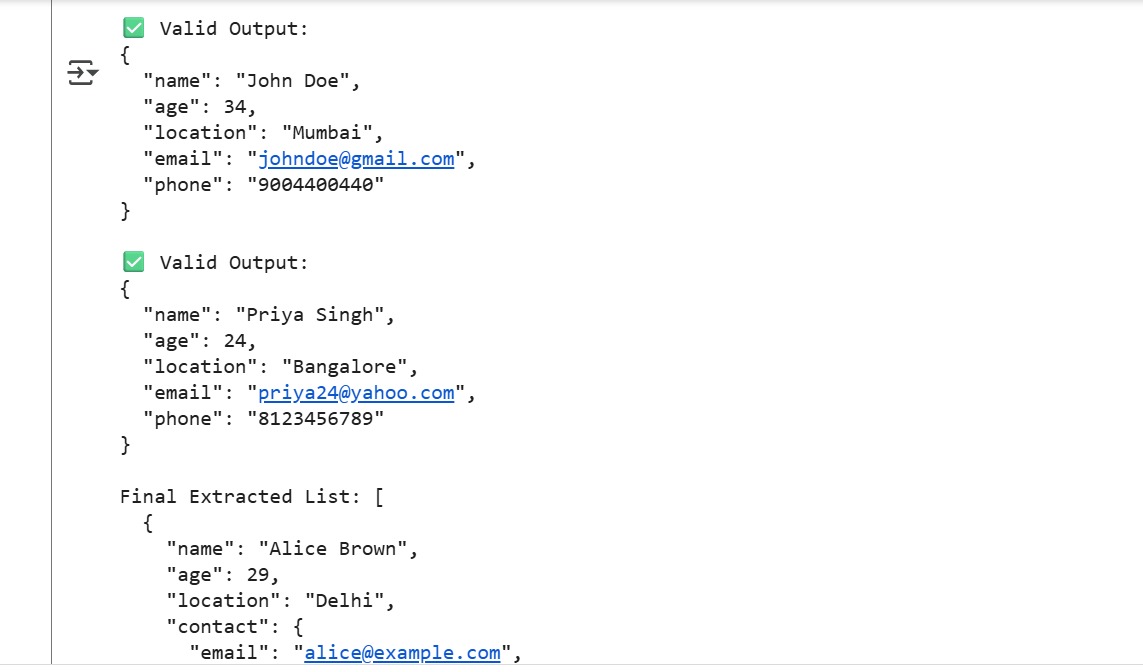 ✅ Valid Output:
{
  "name": "John Doe",
  "age": 34,
  "location": "Mumbai",
  "email": "johndoe@gmail.com",
  "phone": "9004400440"
}

✅ Valid Output:
{
  "name": "Priya Singh",
  "age": 24,
  "location": "Bangalore",
  "email": "priya24@yahoo.com",
  "phone": "8123456789"
}

Final Extracted List: [
  {
    "name": "Alice Brown",
    "age": 29,
    "location": "Delhi",
    "contact": {
      "email": "alice@example.com",